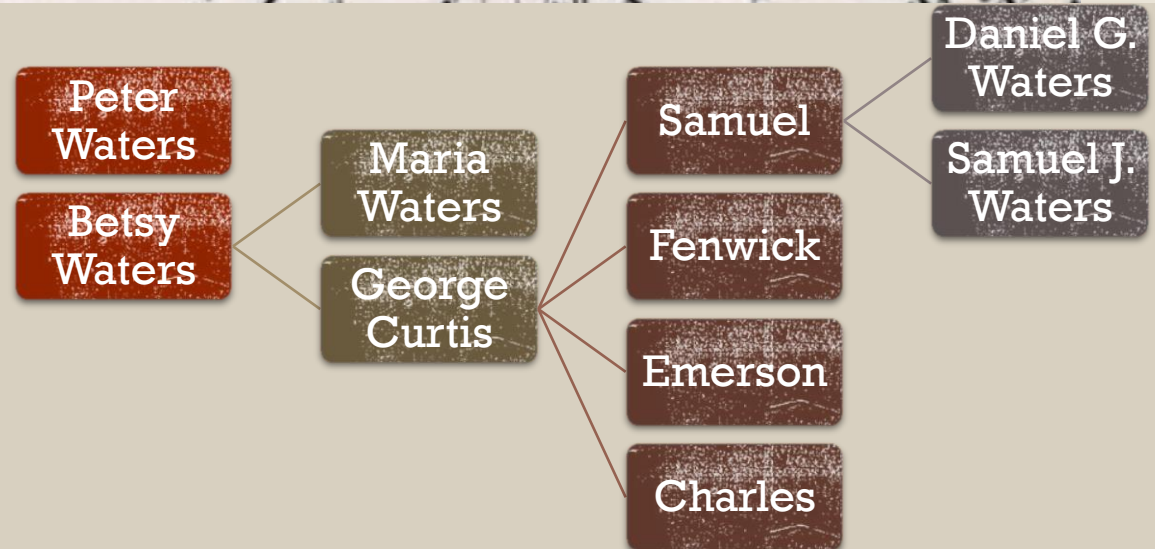 Peter
Waters
Betsy
Waters
Maria
Waters
George
Curtis
Samuel
Fenwick
Emerson
Charles
Daniel G.
Waters
Samuel J.
Waters